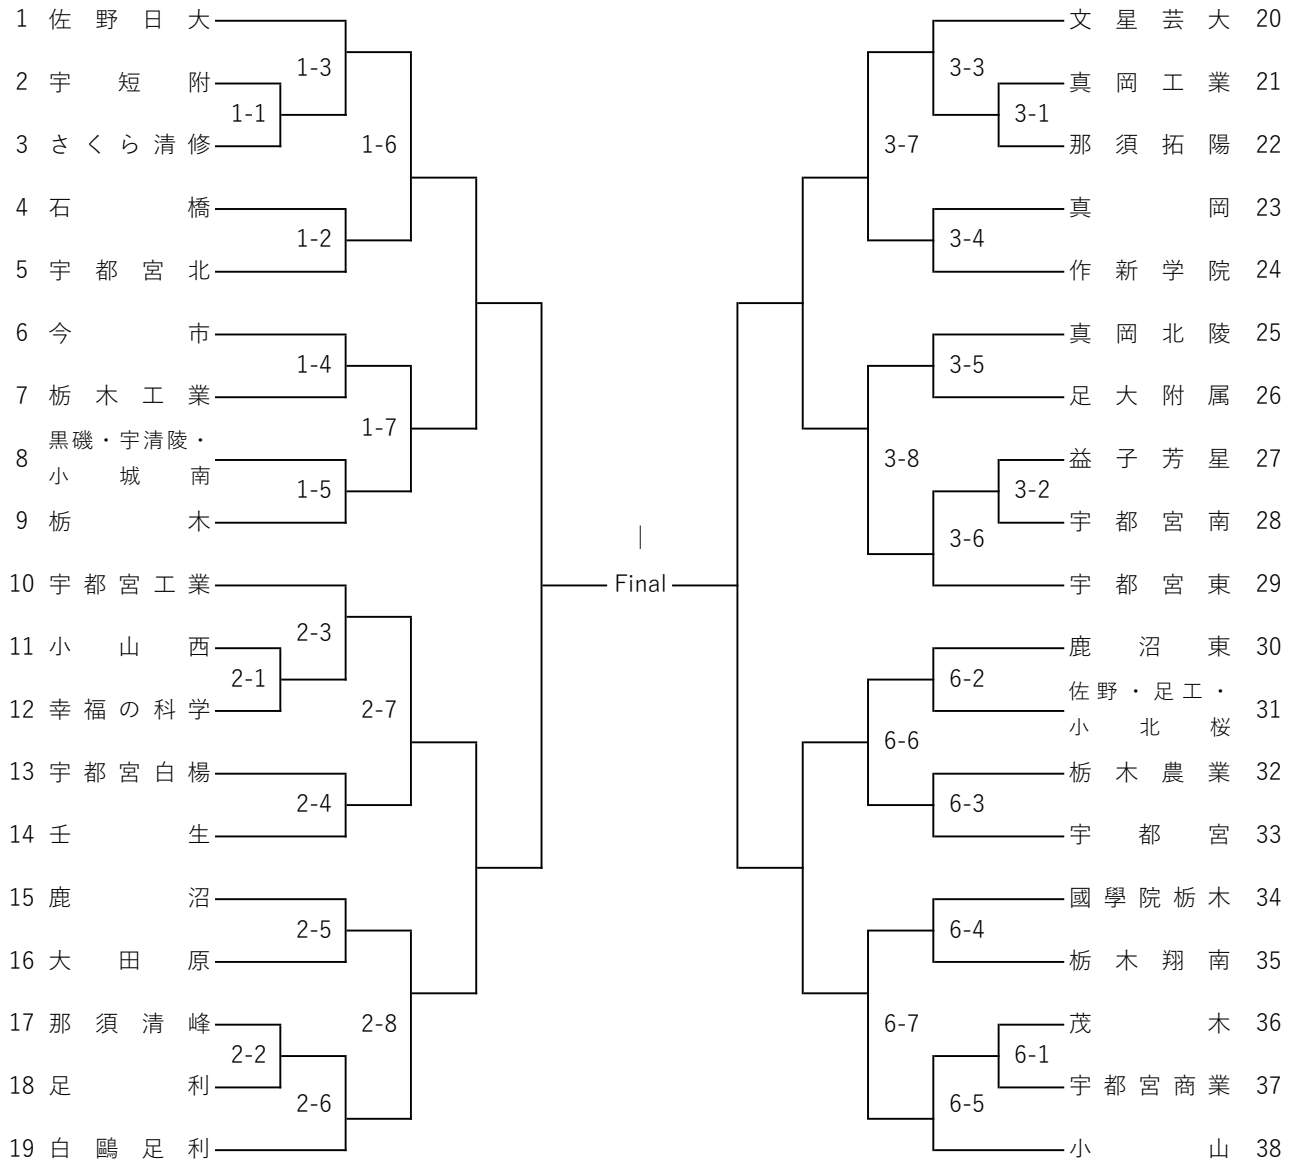 1 佐野日大
2 宇短附
3 さくら清修
4 石橋
5 宇都宮北
6 今市
7 栃木工業
8 黒磯・宇清陵・
小城南
9 栃木
10 宇都宮工業
11 小山西
12 幸福の科学
13 宇都宮白楊
14 壬生
15 鹿沼
16 大田原
17 那須清峰
18 足利
19 白鷗足利
1-1
1-3
1-2
1-6
1-4
1-5
1-7
2-1
2-3
2-4
2-7
2-5
2-2
2-6
2-8
|
Final
3-3
3-1
3-7
3-4
3-5
3-8
3-2
3-6
6-2
6-6
6-3
6-4
6-7
6-1
6-5
文星芸大 20
真岡工業 21
那須拓陽 22
真岡 23
作新学院 24
真岡北陵 25
足大附属 26
益子芳星 27
宇都宮南 28
宇都宮東 29
鹿沼東 30
佐野・足工・
小北桜 31
栃木農業 32
宇都宮 33
國學院栃木 34
栃木翔南 35
茂木 36
宇都宮商業 37
小山 38